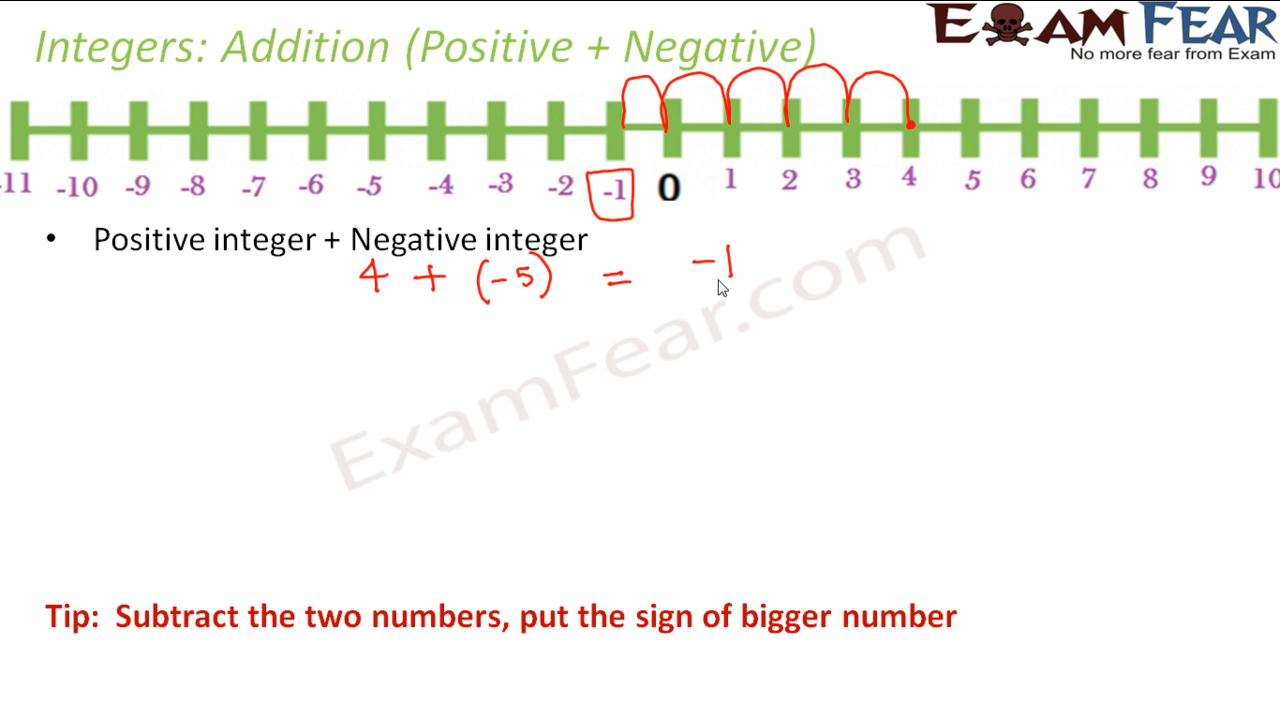 Integers: Addition (Positive + Negative)
EXAM FEAR
No more fear from Exam
-11 -10 -9 -8 -7 -6 -5 -4 -3 -2 -1 0 1 2 3 4 5 6 7 8 9 10
• Positive integer + Negative integer
4 + (-5) = -1
ExamFear.com
Tip: Subtract the two numbers, put the sign of bigger number